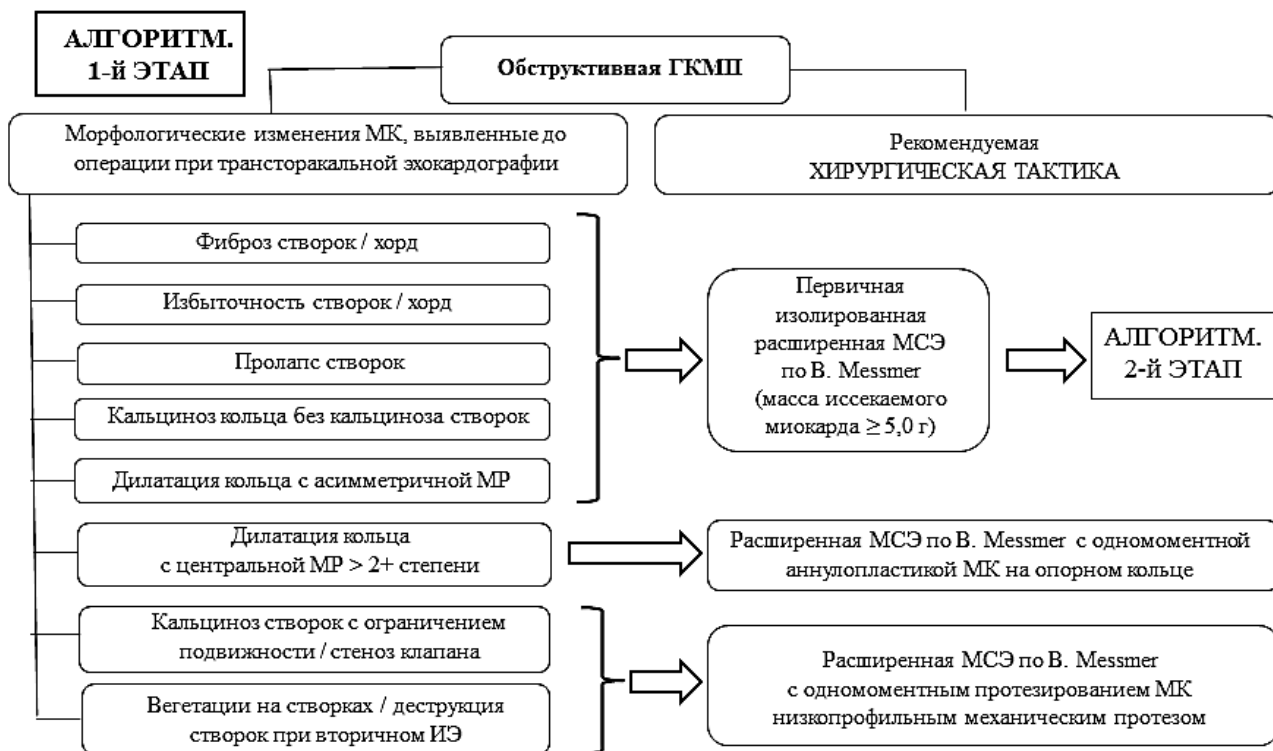 АЛГОРИТМ.
1-й ЭТАП
Обструктивная ГКМП
Морфологические изменения МК, выявленные до
операции при трансторакальной эхокардографии
Рекомендуемая
ХИРУРГИЧЕСКАЯ ТАКТИКА
Фиброз створок / хорд
Избыточность створок / хорд
Пролапс створок
Кальциноз кольца без кальциноза створок
Дилатация кольца с асимметричной МР
Первичная
изолированная
расширенная МСЭ
по B. Messmer
(масса иссекаемого
миокарда ≥ 5,0 г)
АЛГОРИТМ.
2-й ЭТАП
Дилатация кольца
с центральной МР > 2+ степени
Расширенная МСЭ по B. Messmer с одномоментной
аннулопластикой МК на опорном кольце
Кальциноз створок с ограничением
подвижности / стеноз клапана
Вегетации на створках / деструкция
створок при вторичном ИЭ
Расширенная МСЭ по B. Messmer
с одномоментным протезированием МК
низкопрофильным механическим протезом